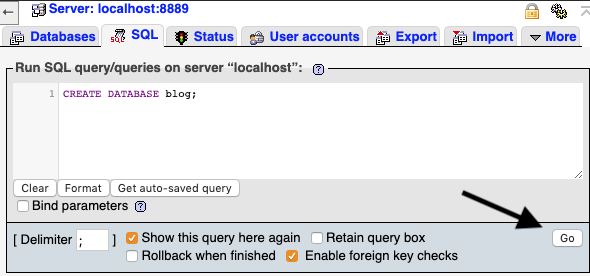 Server: localhost:8889
Databases SQL Status User accounts Export Import More
Run SQL query/queries on server “localhost”:
1 CREATE DATABASE blog;
Clear Format Get auto-saved query
Bind parameters
[ Delimiter ; ] Show this query here again Retain query box Go
Rollback when finished Enable foreign key checks